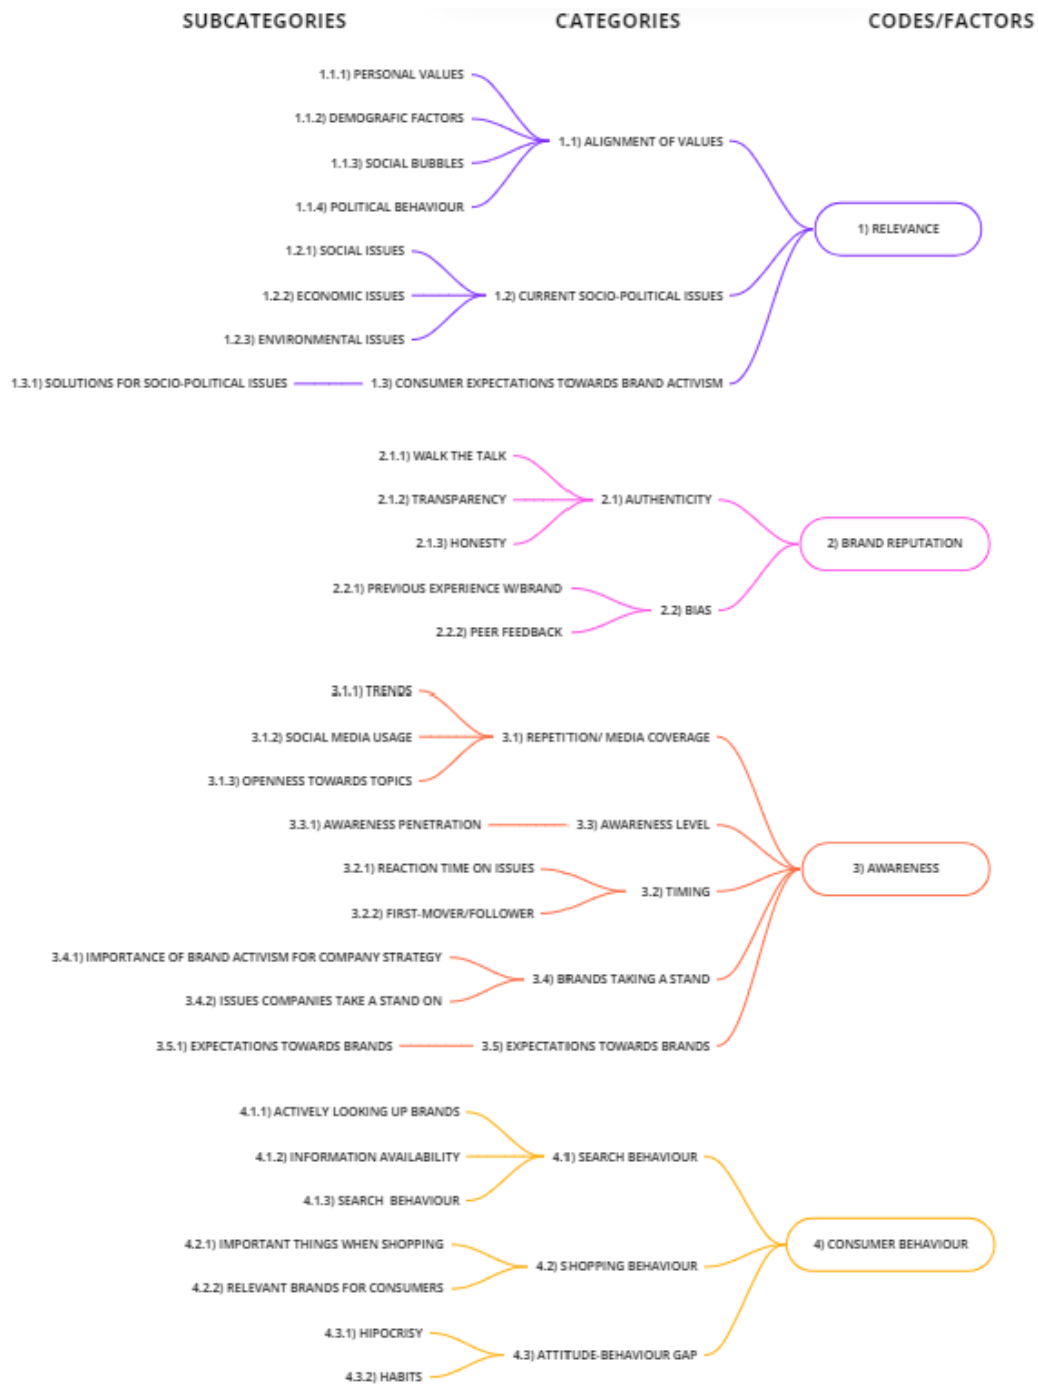 SUBCATEGORIES CATEGORIES CODES/FACTORS
1.1.1) PERSONAL VALUES
1.1.2) DEMOGRAFIC FACTORS
1.1) ALIGNMENT OF VALUES
1.1.3) SOCIAL BUBBLES
1.1.4) POLITICAL BEHAVIOUR
1) RELEVANCE
1.2.1) SOCIAL ISSUES
1.2.2) ECONOMIC ISSUES
1.2) CURRENT SOCIO-POLITICAL ISSUES
1.2.3) ENVIRONMENTAL ISSUES
1.3.1) SOLUTIONS FOR SOCIO-POLITICAL ISSUES
1.3) CONSUMER EXPECTATIONS TOWARDS BRAND ACTIVISM
2.1.1) WALK THE TALK
2.1.2) TRANSPARENCY
2.1) AUTHENTICITY
2.1.3) HONESTY
2) BRAND REPUTATION
2.2.1) PREVIOUS EXPERIENCE W/BRAND
2.2) BIAS
2.2.2) PEER FEEDBACK
3.1.1) TRENDS
3.1.2) SOCIAL MEDIA USAGE
3.1) REPETITION/ MEDIA COVERAGE
3.1.3) OPENNESS TOWARDS TOPICS
3.3.1) AWARENESS PENETRATION
3.3) AWARENESS LEVEL
3.2.1) REACTION TIME ON ISSUES
3) AWARENESS
3.2) TIMING
3.2.2) FIRST-MOVER/FOLLOWER
3.4.1) IMPORTANCE OF BRAND ACTIVISM FOR COMPANY STRATEGY
3.4) BRANDS TAKING A STAND
3.4.2) ISSUES COMPANIES TAKE A STAND ON
3.5.1) EXPECTATIONS TOWARDS BRANDS
3.5) EXPECTATIONS TOWARDS BRANDS
4.1.1) ACTIVELY LOOKING UP BRANDS
4.1.2) INFORMATION AVAILABILITY
4.1) SEARCH BEHAVIOUR
4.1.3) SEARCH BEHAVIOUR
4.2.1) IMPORTANT THINGS WHEN SHOPPING
4) CONSUMER BEHAVIOUR
4.2) SHOPPING BEHAVIOUR
4.2.2) RELEVANT BRANDS FOR CONSUMERS
4.3.1) HIPOCRISY
4.3) ATTITUDE-BEHAVIOUR GAP
4.3.2) HABITS